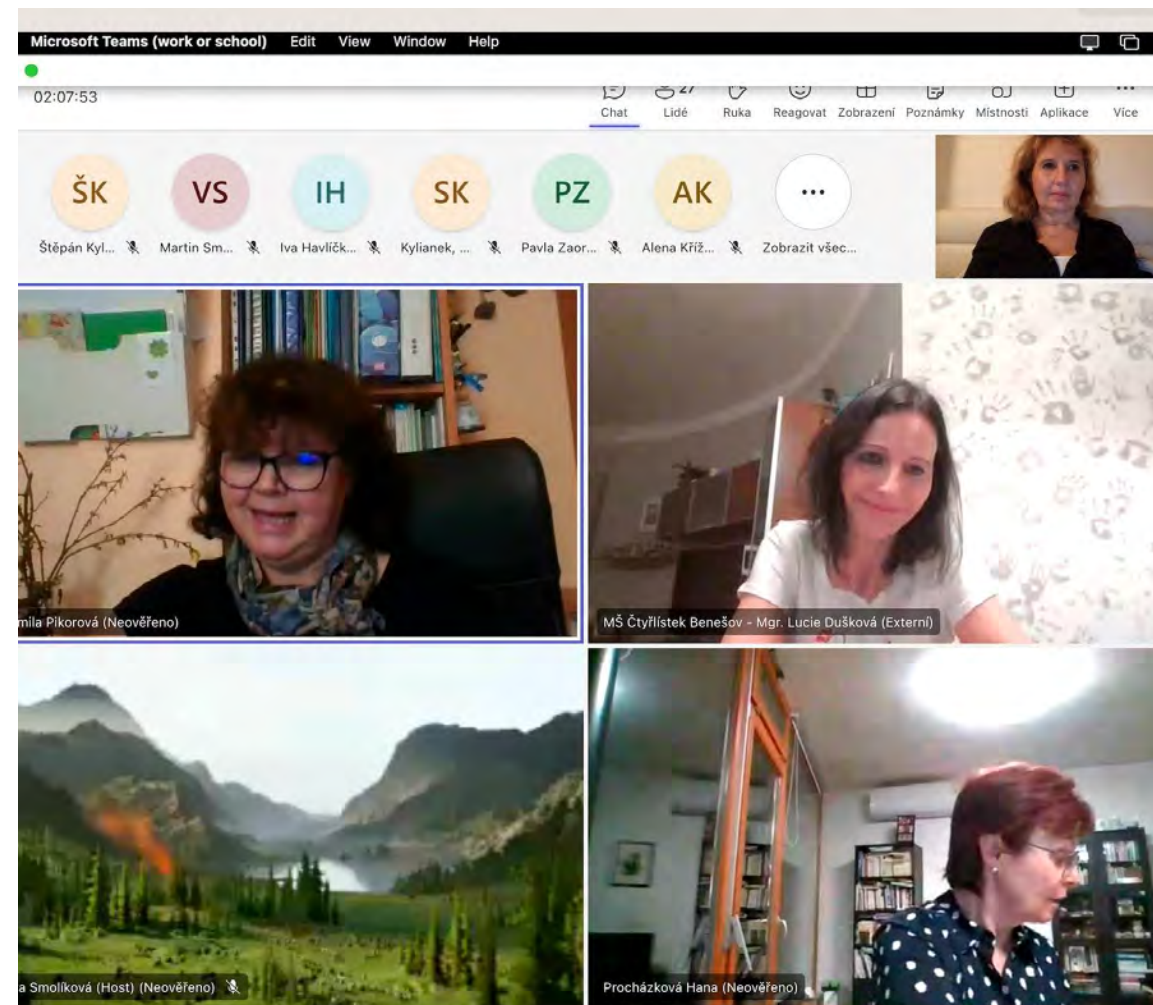 Microsoft Teams (work or school) Edit View Window Help
02:07:53
27
Chat Lidé Ruka Reagovat Zobrazení Poznámky Místnosti Aplikace Více
ŠK VS IH SK PZ AK ...
Štěpán Kyl... Martin Sm... Iva Havlíčk... Kylianek, ... Pavla Zaor... Alena Kříž... Zobrazit všec...
mila Pikorová (Neověřeno)
MŠ Čtyřlístek Benešov - Mgr. Lucie Dušková (Externí)
a Smolíková (Host) (Neověřeno)
Procházková Hana (Neověřeno)